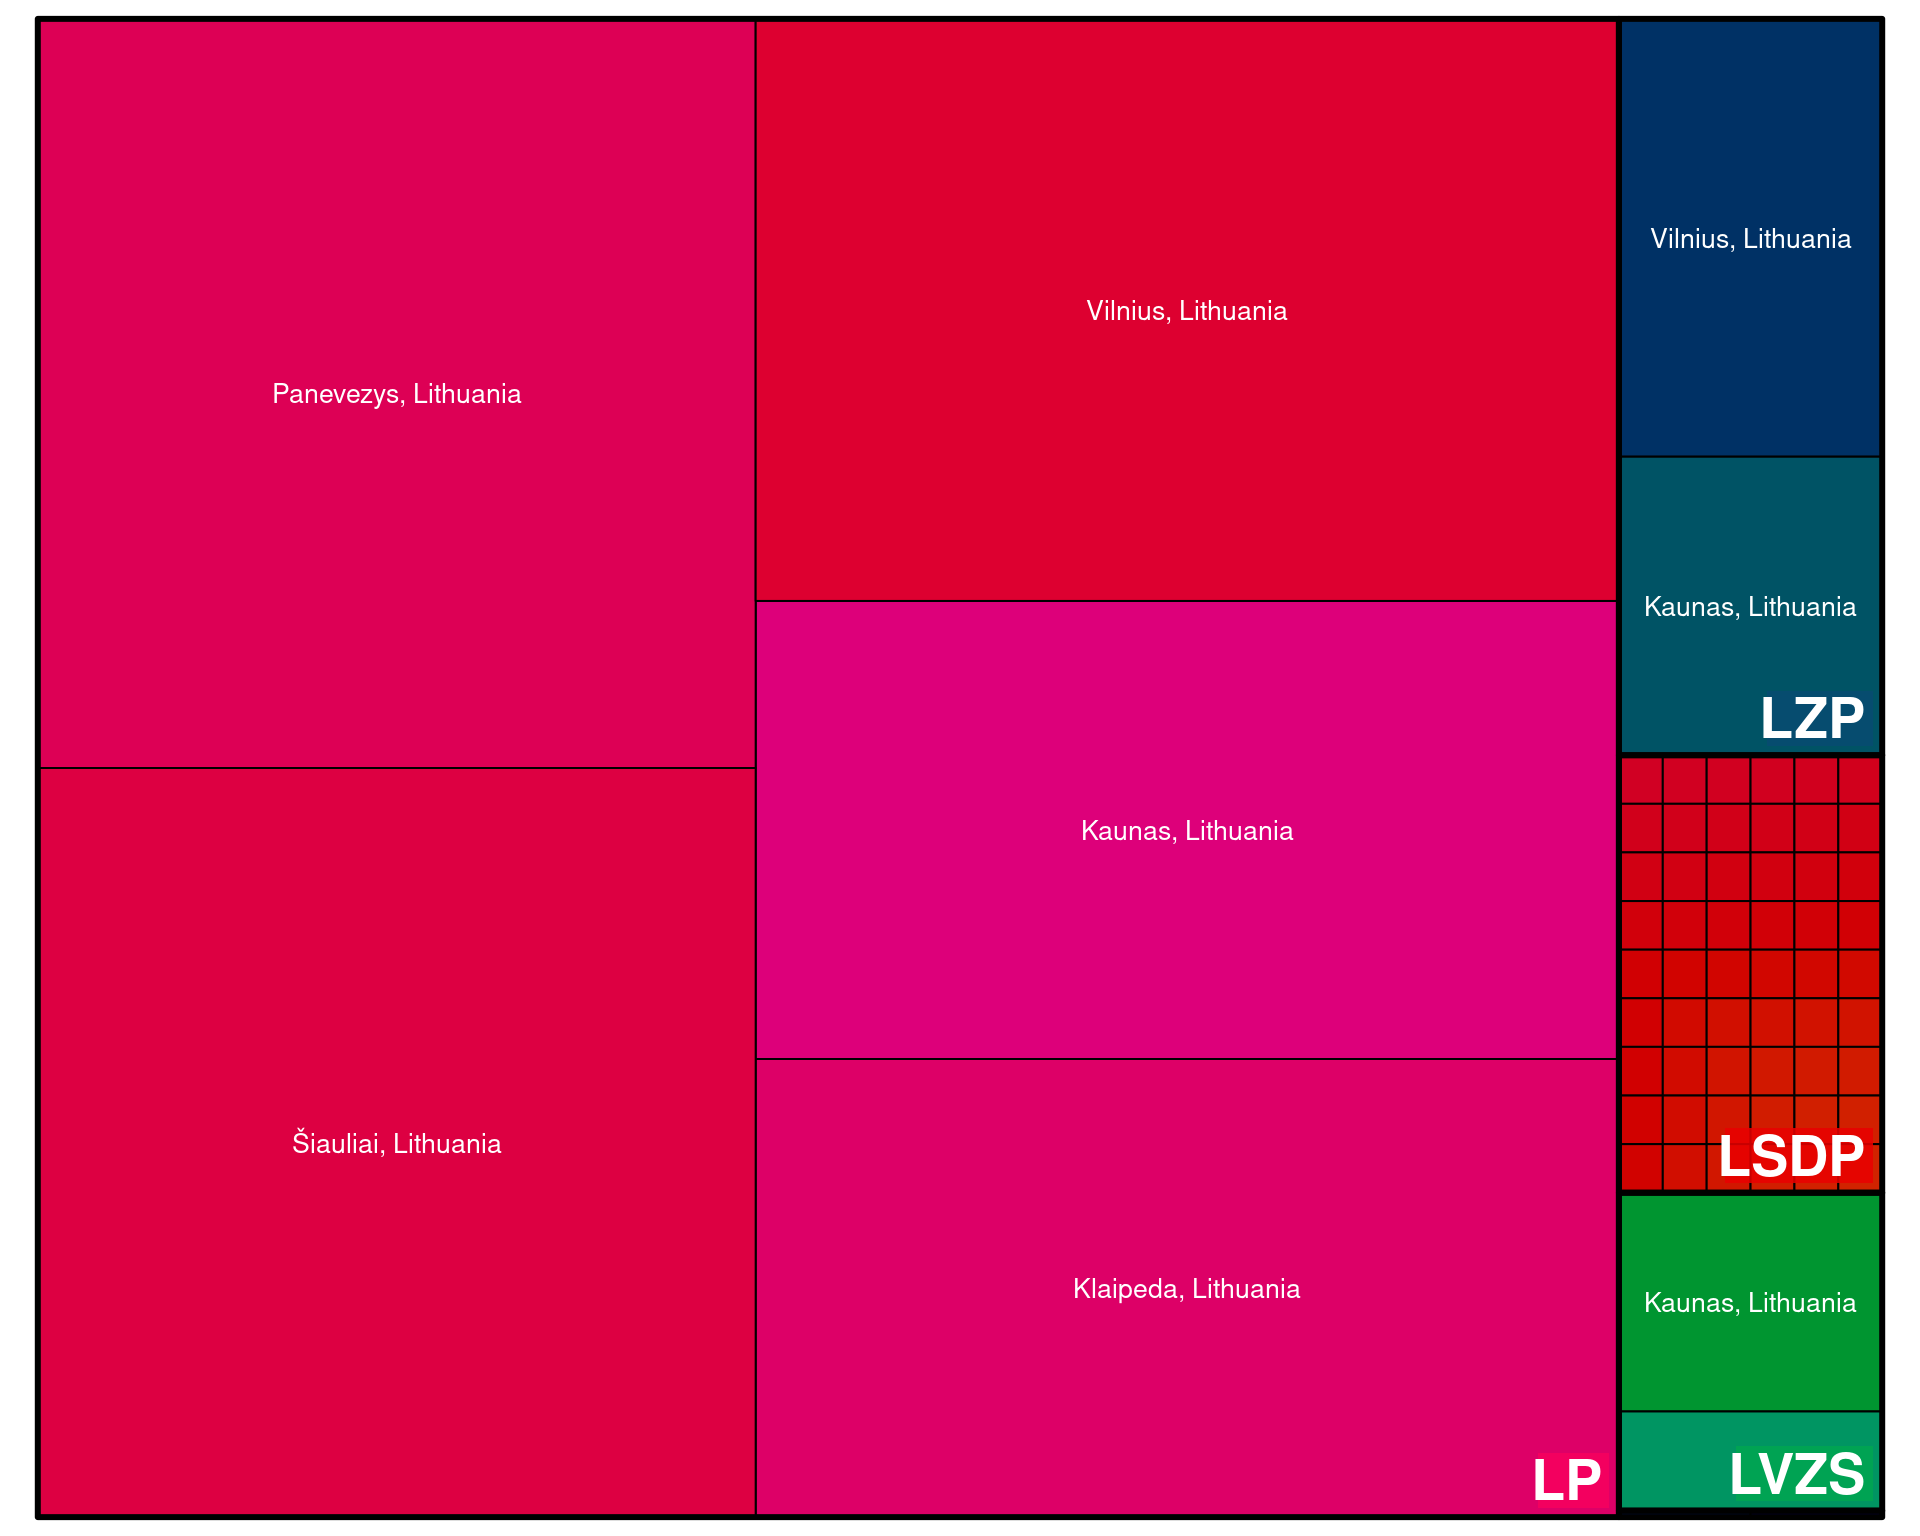 Panevezys, Lithuania
Šiauliai, Lithuania
Vilnius, Lithuania
Kaunas, Lithuania
Klaipeda, Lithuania
LP
Vilnius, Lithuania
Kaunas, Lithuania
LZP
LSDP
Kaunas, Lithuania
LVZS